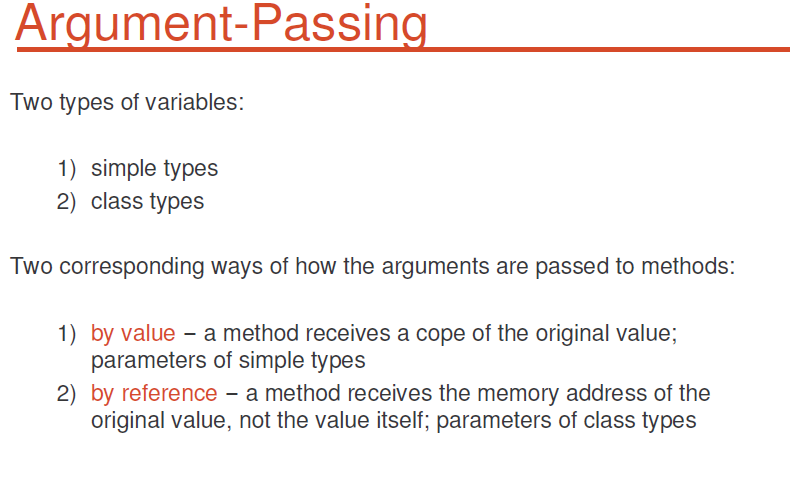 Argument-Passing
Two types of variables:
1) simple types
2) class types
Two corresponding ways of how the arguments are passed to methods:
1) by value – a method receives a cope of the original value;
parameters of simple types
2) by reference – a method receives the memory address of the
original value, not the value itself; parameters of class types